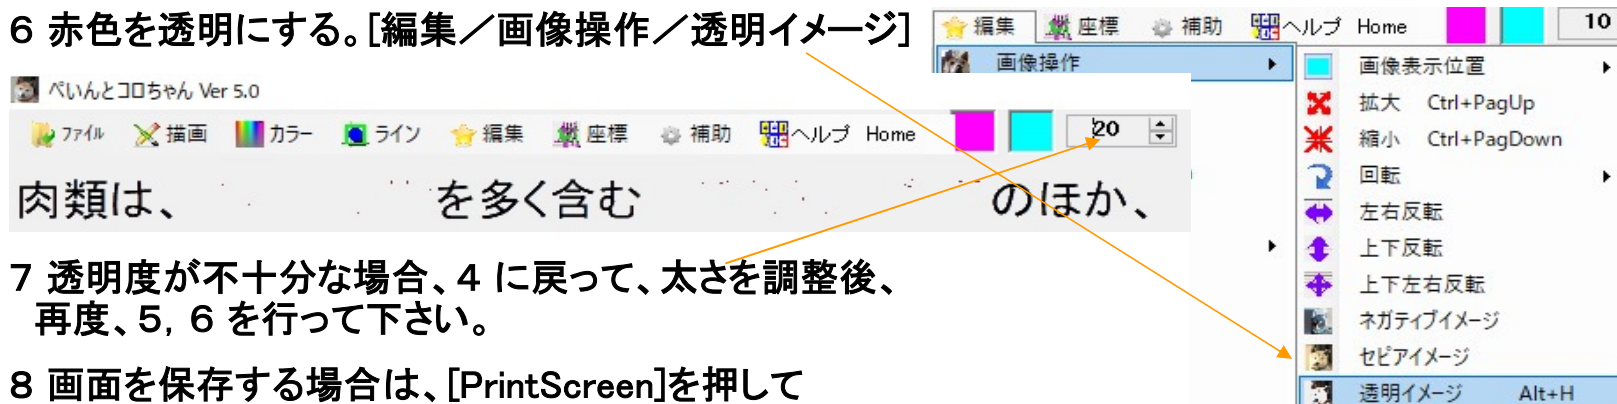 ６ 赤色を透明にする。[編集／画像操作／透明イメージ]
編集 座標 補助 ヘルプ Home 10
画像操作
ぺいんとコロちゃん Ver 5.0
ファイル 描画 カラー ライン 編集 座標 補助 ヘルプ Home 20
肉類は、 を多く含む のほか、
画像表示位置
拡大 Ctrl+PagUp
縮小 Ctrl+PagDown
回転
左右反転
上下反転
上下左右反転
ネガティブイメージ
セピアイメージ
透明イメージ Alt+H
７ 透明度が不十分な場合、４ に戻って、太さを調整後、
再度、５，６ を行って下さい。
８ 画面を保存する場合は、[PrintScreen]を押して